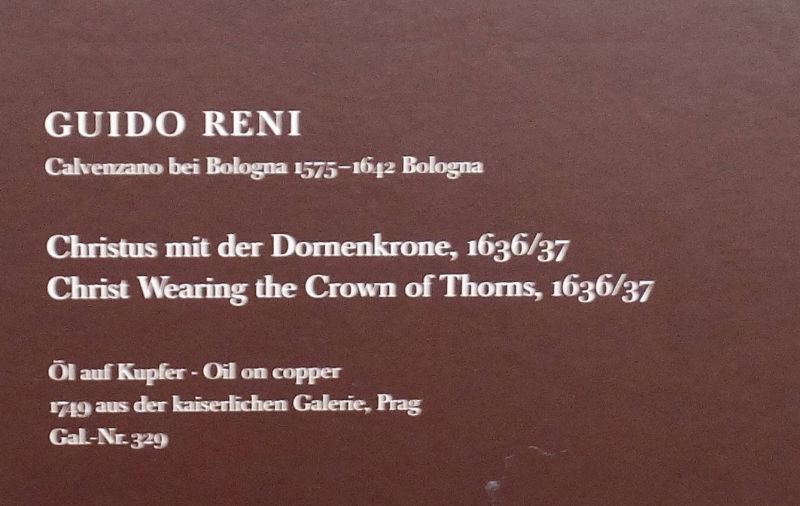 GUIDO RENI
Calvenzano bei Bologna 1575–1642 Bologna
Christus mit der Dornenkrone, 1636/37
Christ Wearing the Crown of Thorns, 1636/37
Öl auf Kupfer - Oil on copper
1749 aus der kaiserlichen Galerie, Prag
Gal.-Nr. 329